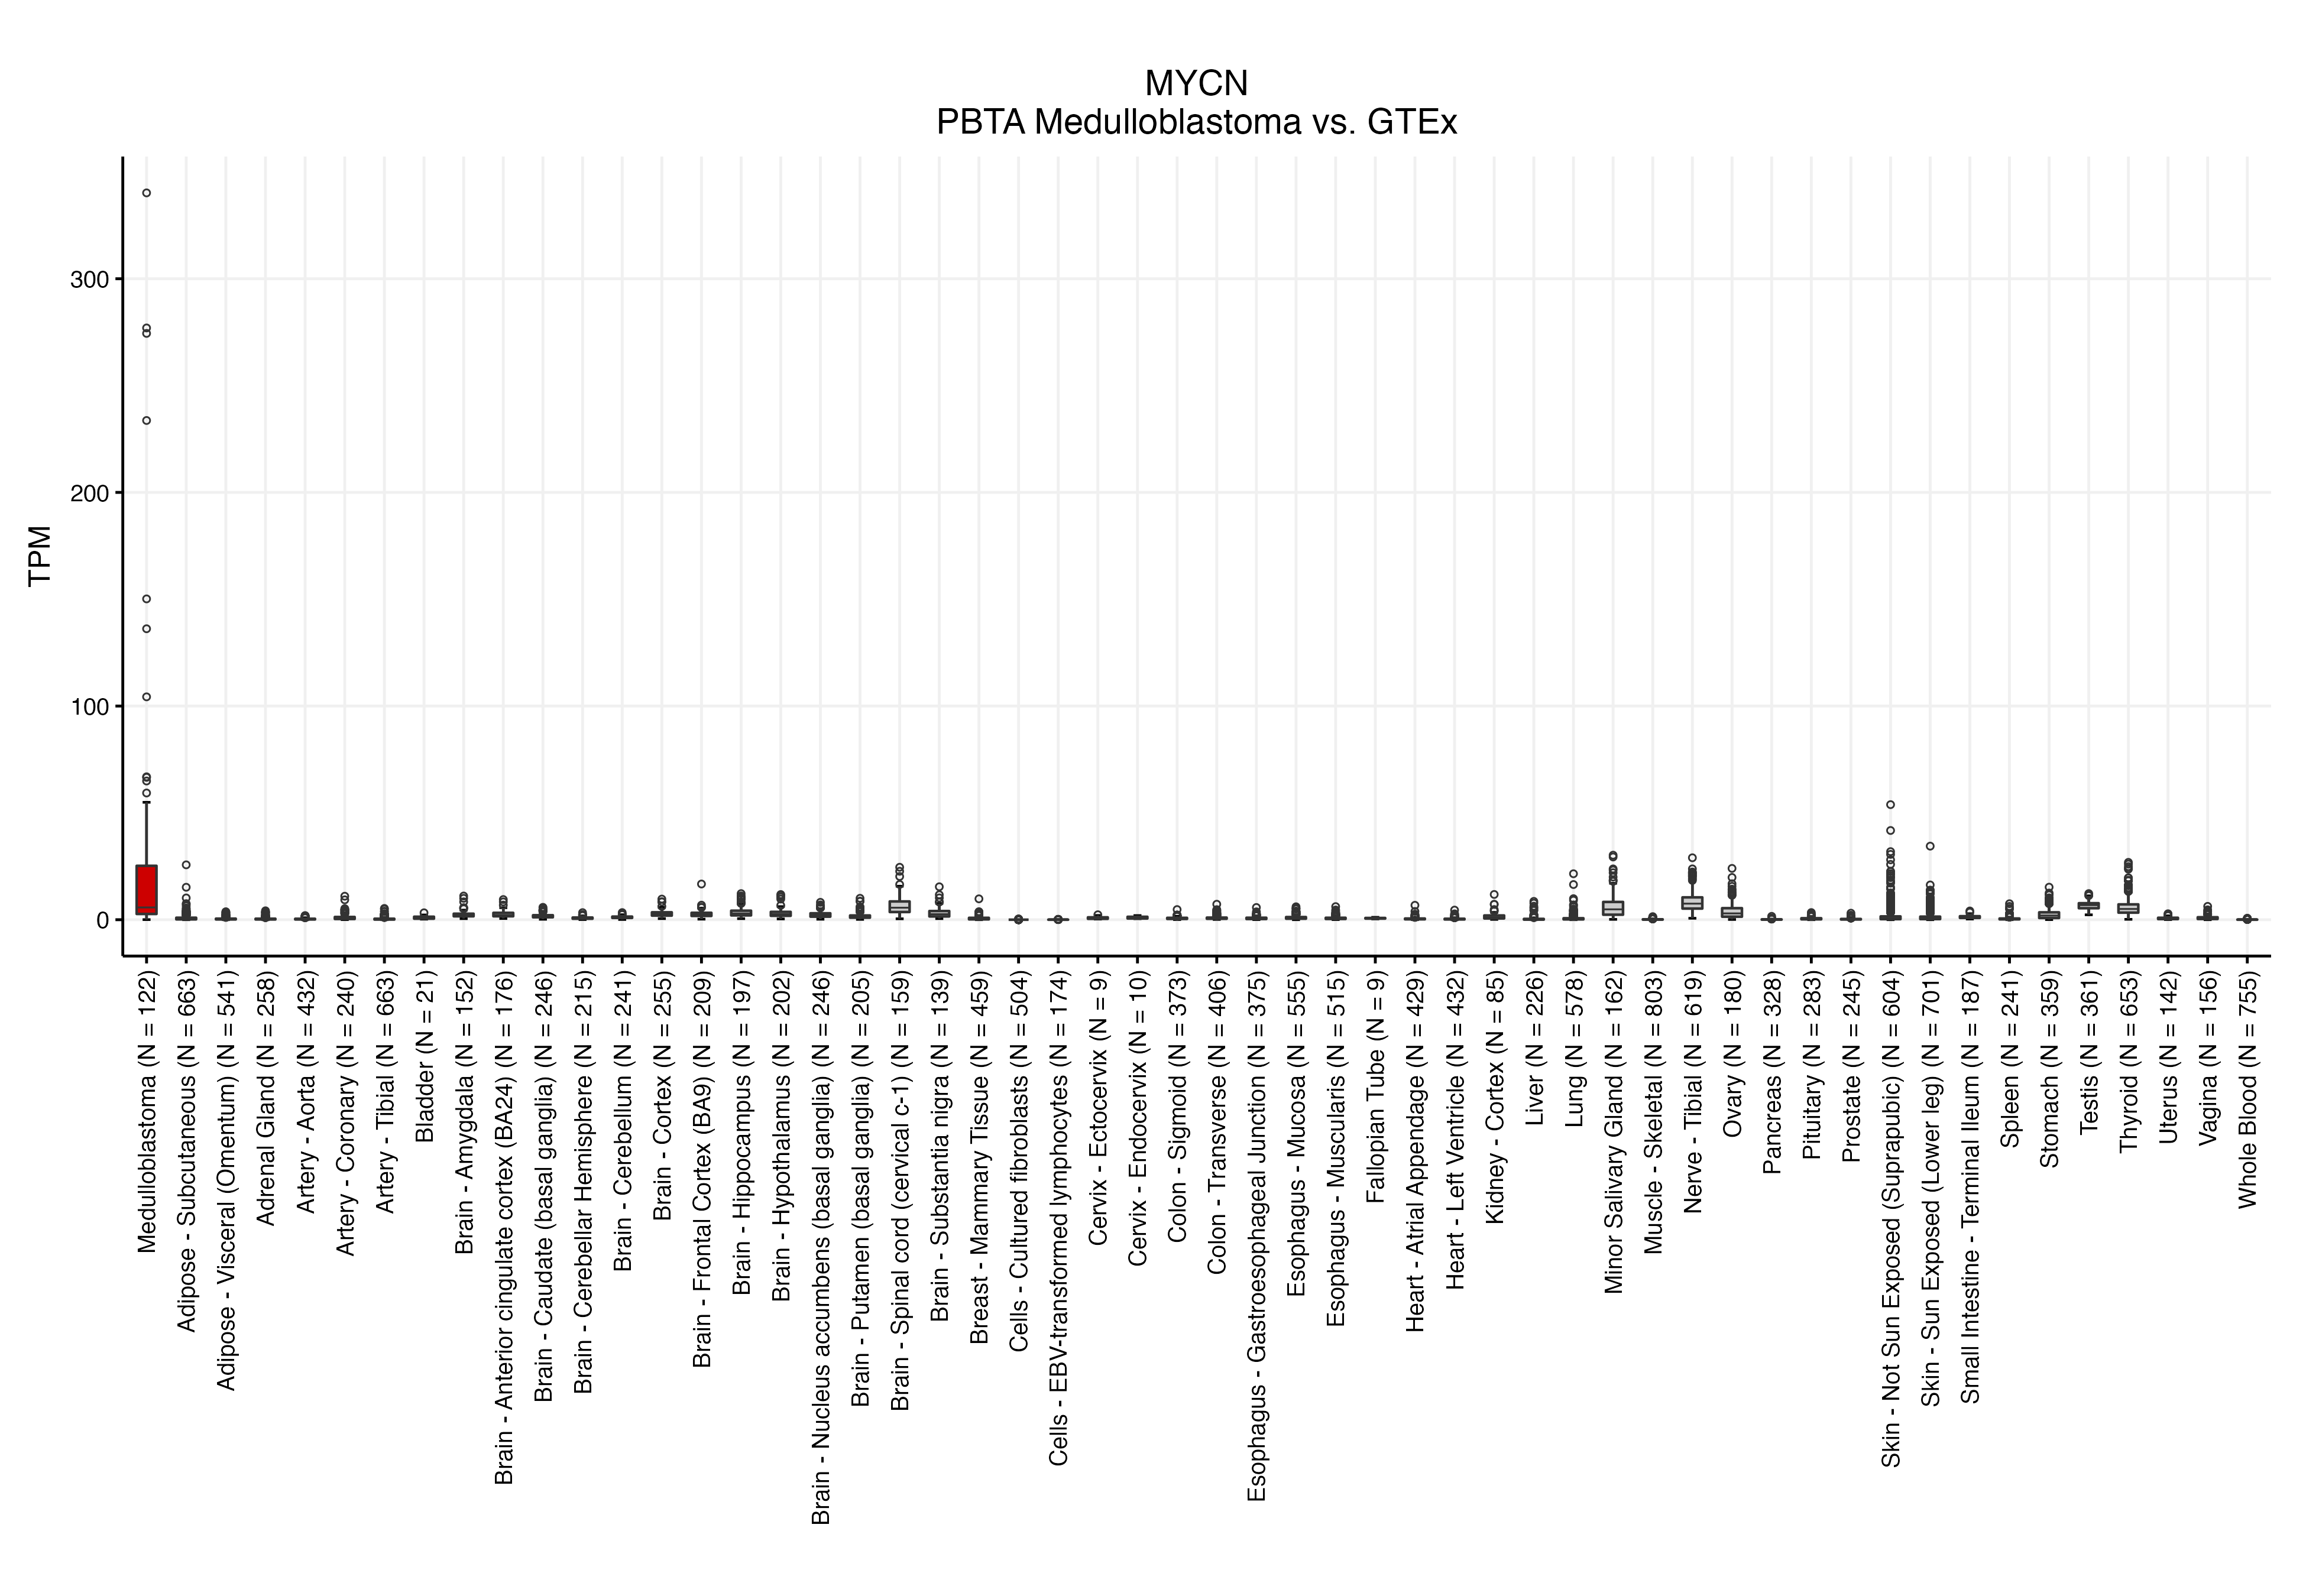 MYCN
PBTA Medulloblastoma vs. GTEx
TPM
300
200
100
0
Medulloblastoma (N = 122)
Adipose - Subcutaneous (N = 663)
Adipose - Visceral (Omentum) (N = 541)
Adrenal Gland (N = 258)
Artery - Aorta (N = 432)
Artery - Coronary (N = 240)
Artery - Tibial (N = 663)
Bladder (N = 21)
Brain - Amygdala (N = 152)
Brain - Anterior cingulate cortex (BA24) (N = 176)
Brain - Caudate (basal ganglia) (N = 246)
Brain - Cerebellar Hemisphere (N = 215)
Brain - Cerebellum (N = 241)
Brain - Cortex (N = 255)
Brain - Frontal Cortex (BA9) (N = 209)
Brain - Hippocampus (N = 197)
Brain - Hypothalamus (N = 202)
Brain - Nucleus accumbens (basal ganglia) (N = 246)
Brain - Putamen (basal ganglia) (N = 205)
Brain - Spinal cord (cervical c-1) (N = 159)
Brain - Substantia nigra (N = 139)
Breast - Mammary Tissue (N = 459)
Cells - Cultured fibroblasts (N = 504)
Cells - EBV-transformed lymphocytes (N = 174)
Cervix - Ectocervix (N = 9)
Cervix - Endocervix (N = 10)
Colon - Sigmoid (N = 373)
Colon - Transverse (N = 406)
Esophagus - Gastroesophageal Junction (N = 375)
Esophagus - Mucosa (N = 555)
Esophagus - Muscularis (N = 515)
Fallopian Tube (N = 9)
Heart - Atrial Appendage (N = 429)
Heart - Left Ventricle (N = 432)
Kidney - Cortex (N = 85)
Liver (N = 226)
Lung (N = 578)
Minor Salivary Gland (N = 162)
Muscle - Skeletal (N = 803)
Nerve - Tibial (N = 619)
Ovary (N = 180)
Pancreas (N = 328)
Pituitary (N = 283)
Prostate (N = 245)
Skin - Not Sun Exposed (Suprapubic) (N = 604)
Skin - Sun Exposed (Lower leg) (N = 701)
Small Intestine - Terminal Ileum (N = 187)
Spleen (N = 241)
Stomach (N = 359)
Testis (N = 361)
Thyroid (N = 653)
Uterus (N = 142)
Vagina (N = 156)
Whole Blood (N = 755)